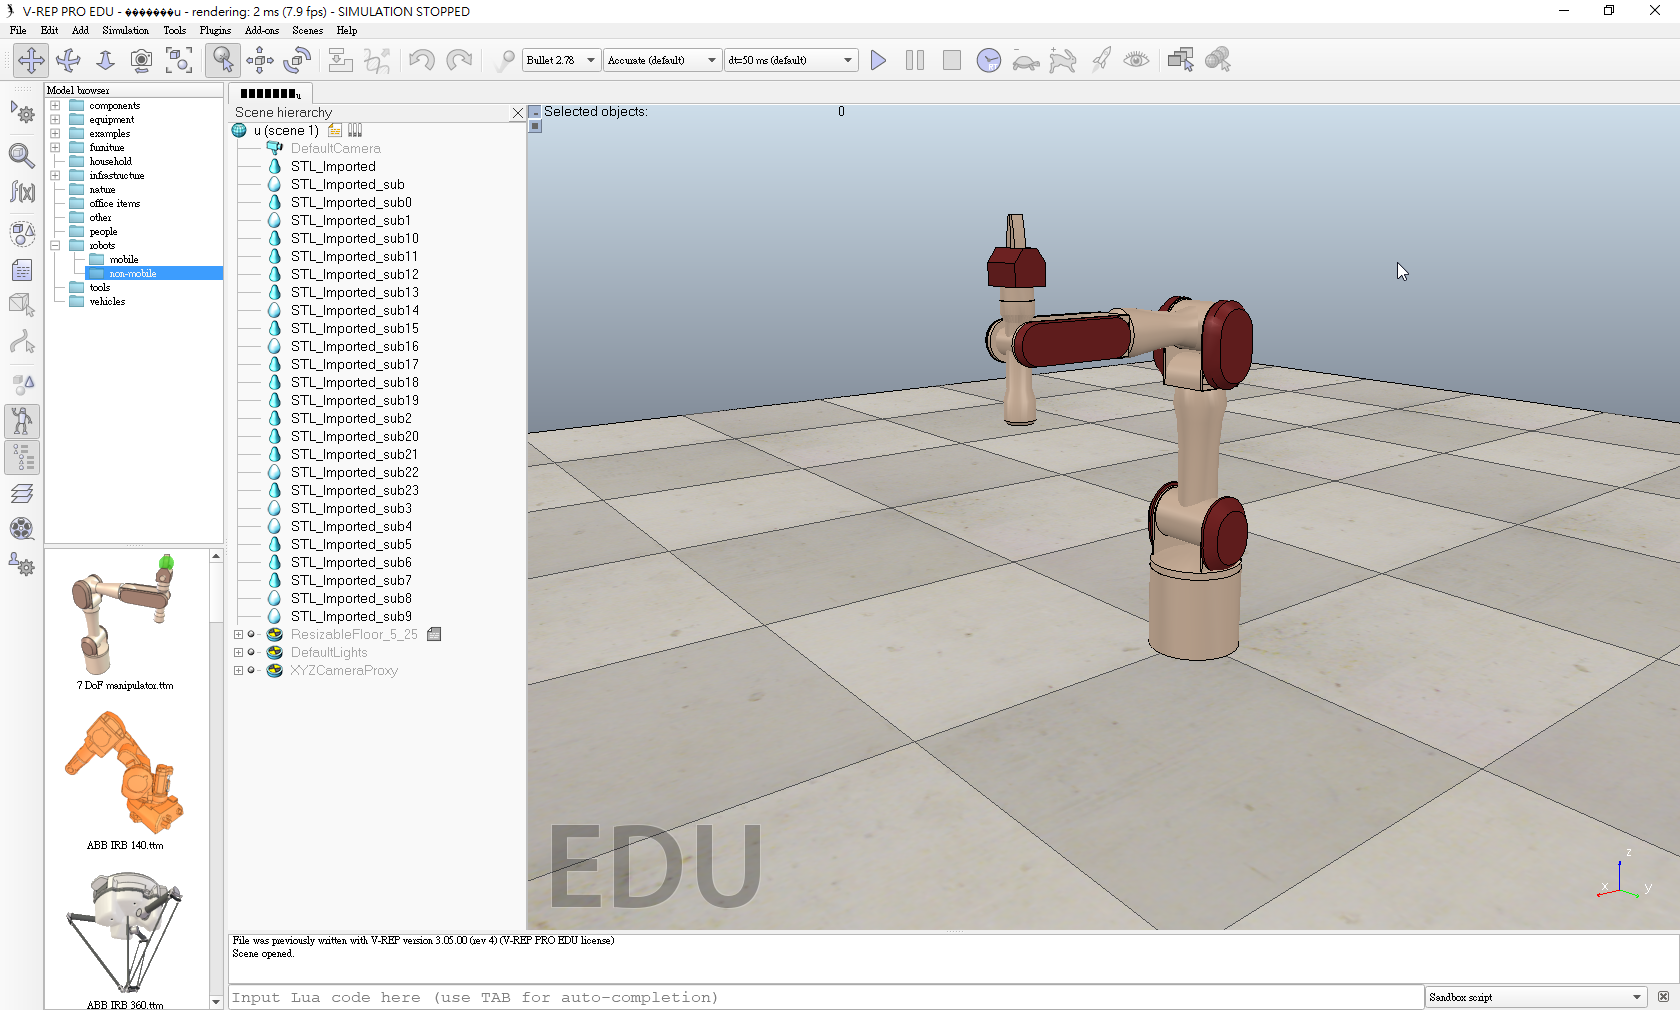 V-REP PRO EDU - �������u - rendering: 2 ms (7.9 fps) - SIMULATION STOPPED
File Edit Add Simulation Tools Plugins Add-ons Scenes Help
Bullet 2.78 Accurate (default) dt=50 ms (default)
Model browser
components
equipment
examples
furniture
household
infrastructure
nature
office items
other
people
robots
mobile
non-mobile
tools
vehicles
7 DoF manipulator.ttm
ABB IRB 140.ttm
ABB IRB 360.ttm
u
Scene hierarchy
u (scene 1)
DefaultCamera
STL_Imported
STL_Imported_sub
STL_Imported_sub0
STL_Imported_sub1
STL_Imported_sub10
STL_Imported_sub11
STL_Imported_sub12
STL_Imported_sub13
STL_Imported_sub14
STL_Imported_sub15
STL_Imported_sub16
STL_Imported_sub17
STL_Imported_sub18
STL_Imported_sub19
STL_Imported_sub2
STL_Imported_sub20
STL_Imported_sub21
STL_Imported_sub22
STL_Imported_sub23
STL_Imported_sub3
STL_Imported_sub4
STL_Imported_sub5
STL_Imported_sub6
STL_Imported_sub7
STL_Imported_sub8
STL_Imported_sub9
ResizableFloor_5_25
DefaultLights
XYZCameraProxy
Selected objects: 0
EDU
z
x y
File was previously written with V-REP version 3.05.00 (rev 4) (V-REP PRO EDU license)
Scene opened.
Input Lua code here (use TAB for auto-completion)
Sandbox script